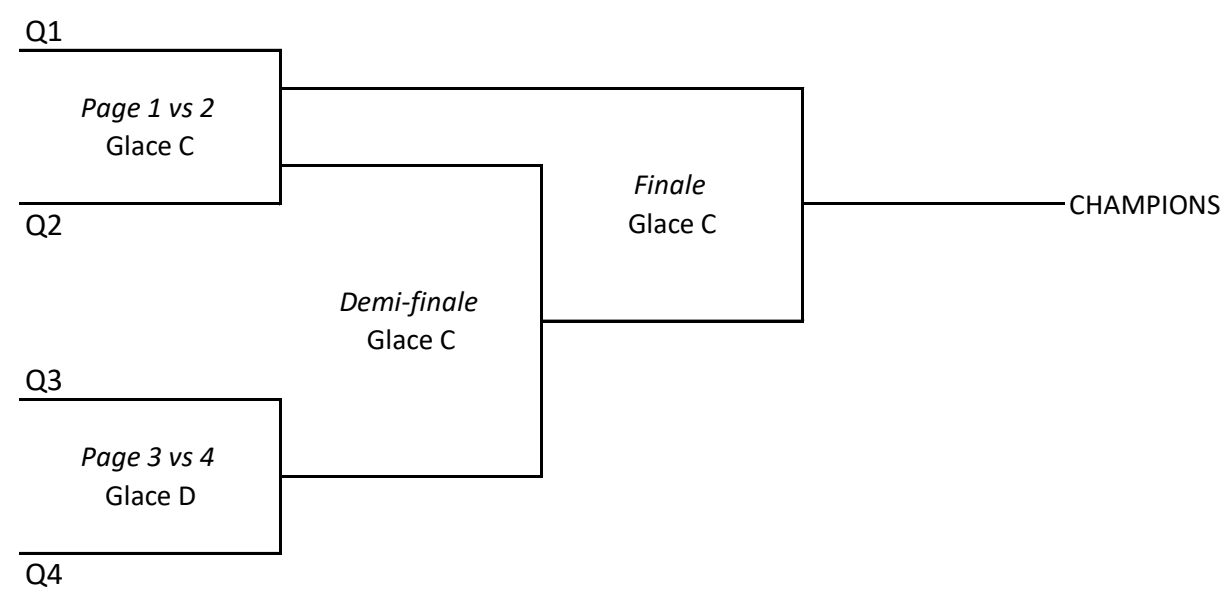 Q1
Page 1 vs 2
Glace C
Q2
Finale
Glace C
CHAMPIONS
Demi-finale
Glace C
Q3
Page 3 vs 4
Glace D
Q4